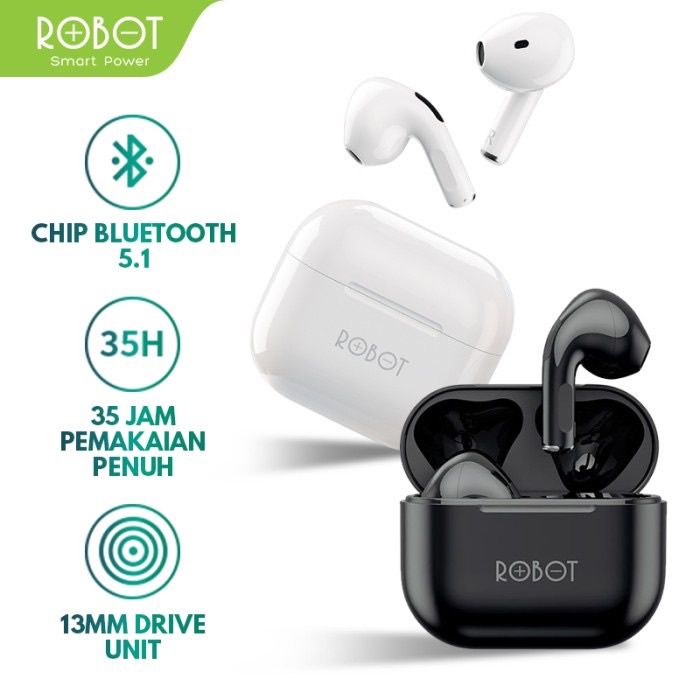 ROBOT
Smart Power
CHIP BLUETOOTH
5.1
35H
35 JAM
PEMAKAIAN
PENUH
13MM DRIVE
UNIT
R
ROBOT
ROBOT